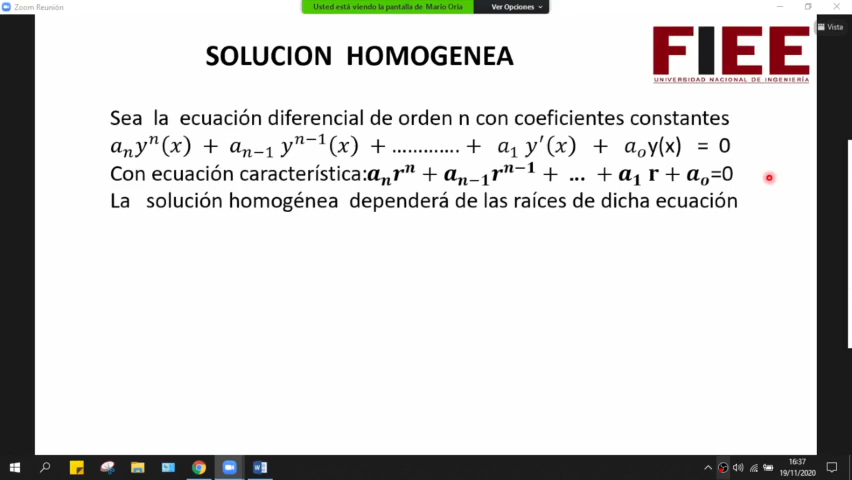 Zoom Reunión
Usted está viendo la pantalla de Mario Oria
Ver Opciones
Vista
SOLUCION HOMOGENEA
FIEE
UNIVERSIDAD NACIONAL DE INGENIERÍA
Sea la ecuación diferencial de orden n con coeficientes constantes
aₙyⁿ(x) + aₙ₋₁ yⁿ⁻¹(x) + ............. + a₁ y′(x) + aₒy(x) = 0
Con ecuación característica:aₙrⁿ + aₙ₋₁rⁿ⁻¹ + ... + a₁ r + aₒ=0
La solución homogénea dependerá de las raíces de dicha ecuación
16:37
19/11/2020